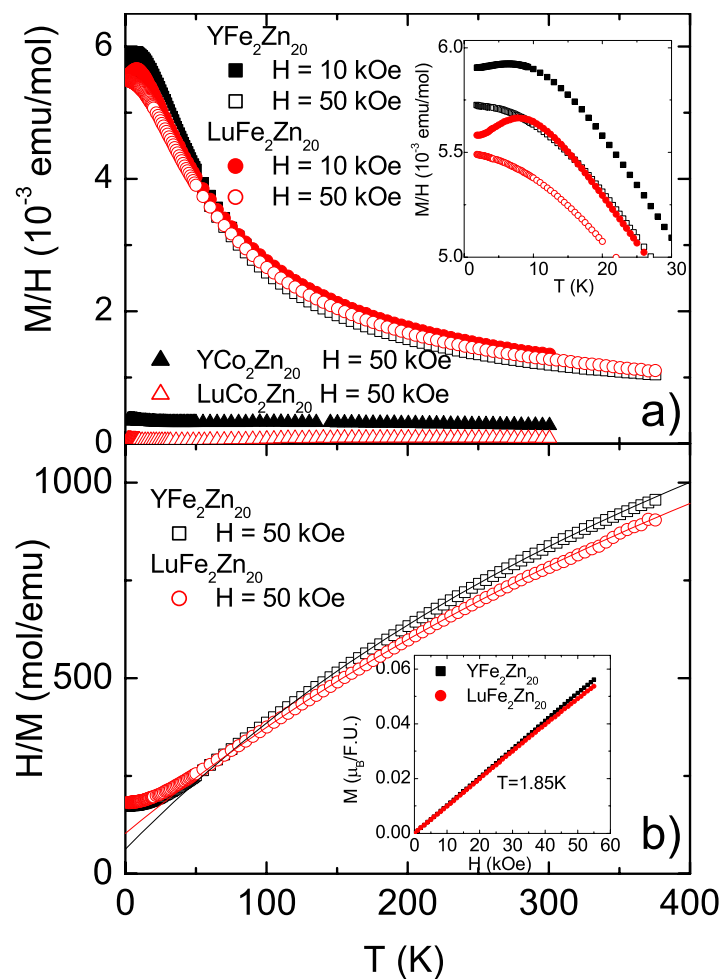 6
4
2
0
M/H (10⁻³ emu/mol)
YFe₂Zn₂₀
H = 10 kOe
H = 50 kOe
LuFe₂Zn₂₀
H = 10 kOe
H = 50 kOe
6.0
5.5
5.0
M/H (10⁻³ emu/mol)
0 10 20 30
T (K)
YCo₂Zn₂₀ H = 50 kOe
LuCo₂Zn₂₀ H = 50 kOe
a)
1000
500
0
H/M (mol/emu)
YFe₂Zn₂₀
H = 50 kOe
LuFe₂Zn₂₀
H = 50 kOe
0.06
0.04
0.02
0.00
M (μ_B/F.U.)
YFe₂Zn₂₀
LuFe₂Zn₂₀
T=1.85K
0 10 20 30 40 50 60
H (kOe)
b)
0 100 200 300 400
T (K)